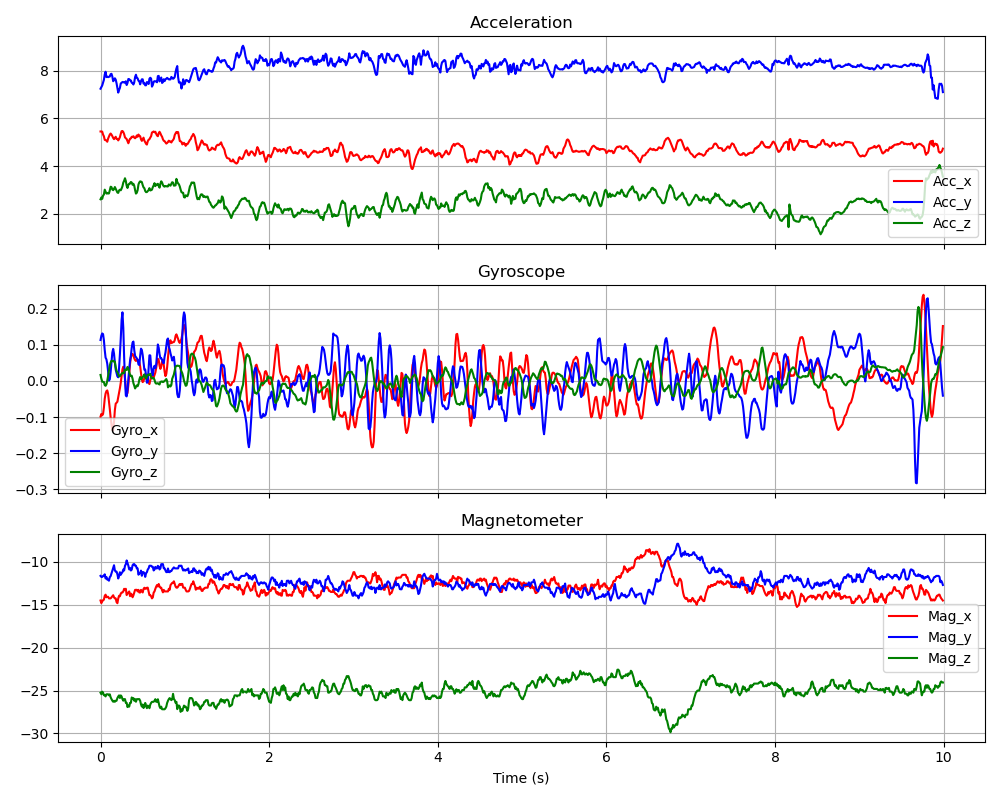 Acceleration
8
6
4
2
Acc_x
Acc_y
Acc_z
Gyroscope
0.2
0.1
0.0
−0.1
−0.2
−0.3
Gyro_x
Gyro_y
Gyro_z
Magnetometer
−10
−15
−20
−25
−30
Mag_x
Mag_y
Mag_z
0 2 4 6 8 10
Time (s)